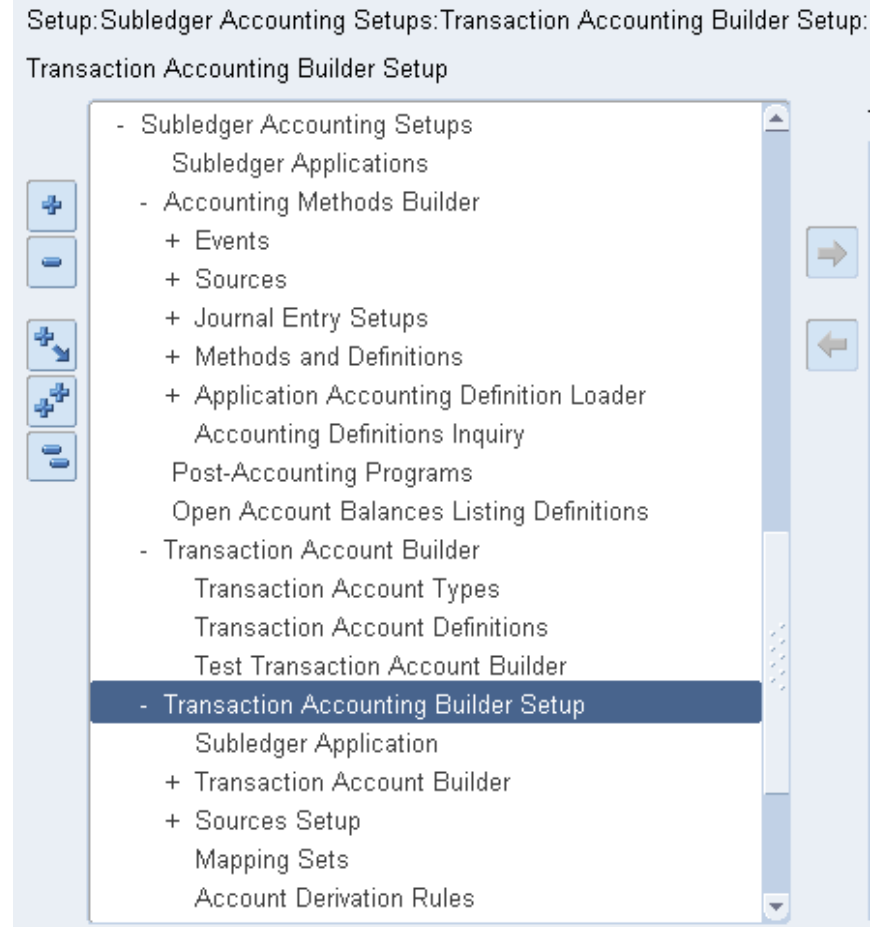 Setup:Subledger Accounting Setups:Transaction Accounting Builder Setup:
Transaction Accounting Builder Setup
- Subledger Accounting Setups
Subledger Applications
- Accounting Methods Builder
+ Events
+ Sources
+ Journal Entry Setups
+ Methods and Definitions
+ Application Accounting Definition Loader
Accounting Definitions Inquiry
Post-Accounting Programs
Open Account Balances Listing Definitions
- Transaction Account Builder
Transaction Account Types
Transaction Account Definitions
Test Transaction Account Builder
- Transaction Accounting Builder Setup
Subledger Application
+ Transaction Account Builder
+ Sources Setup
Mapping Sets
Account Derivation Rules